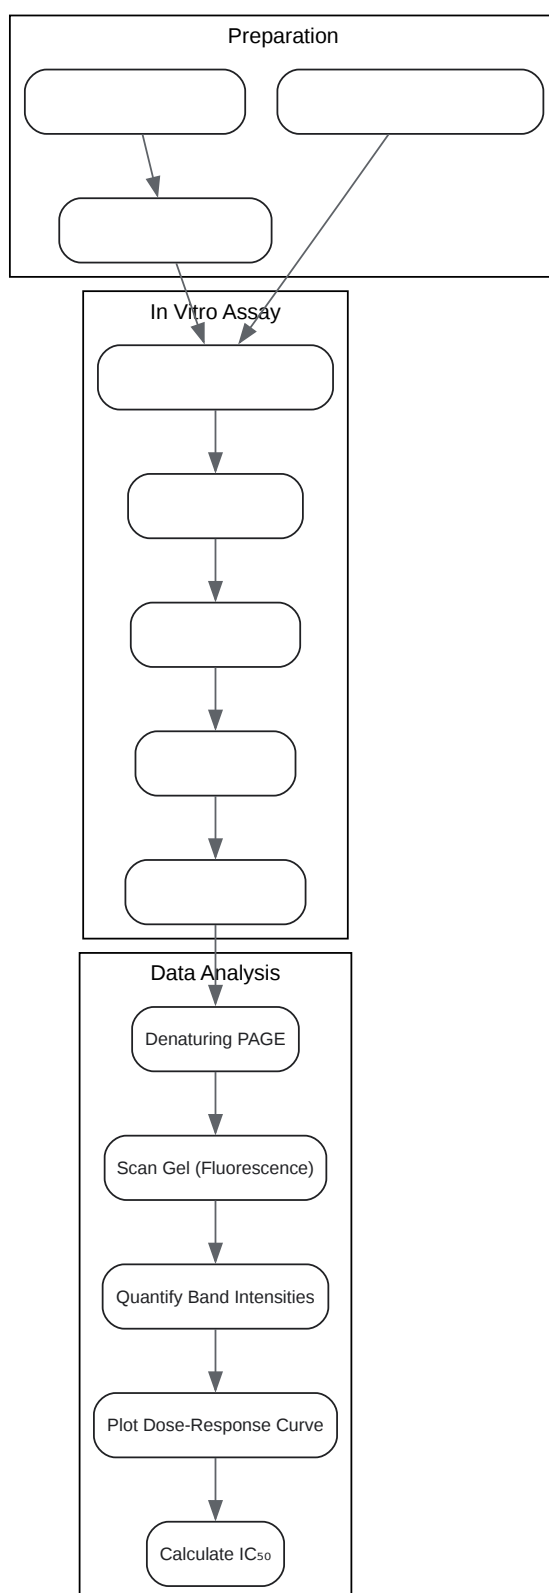 Preparation
In Vitro Assay
Data Analysis
Denaturing PAGE
Scan Gel (Fluorescence)
Quantify Band Intensities
Plot Dose-Response Curve
Calculate IC₅₀